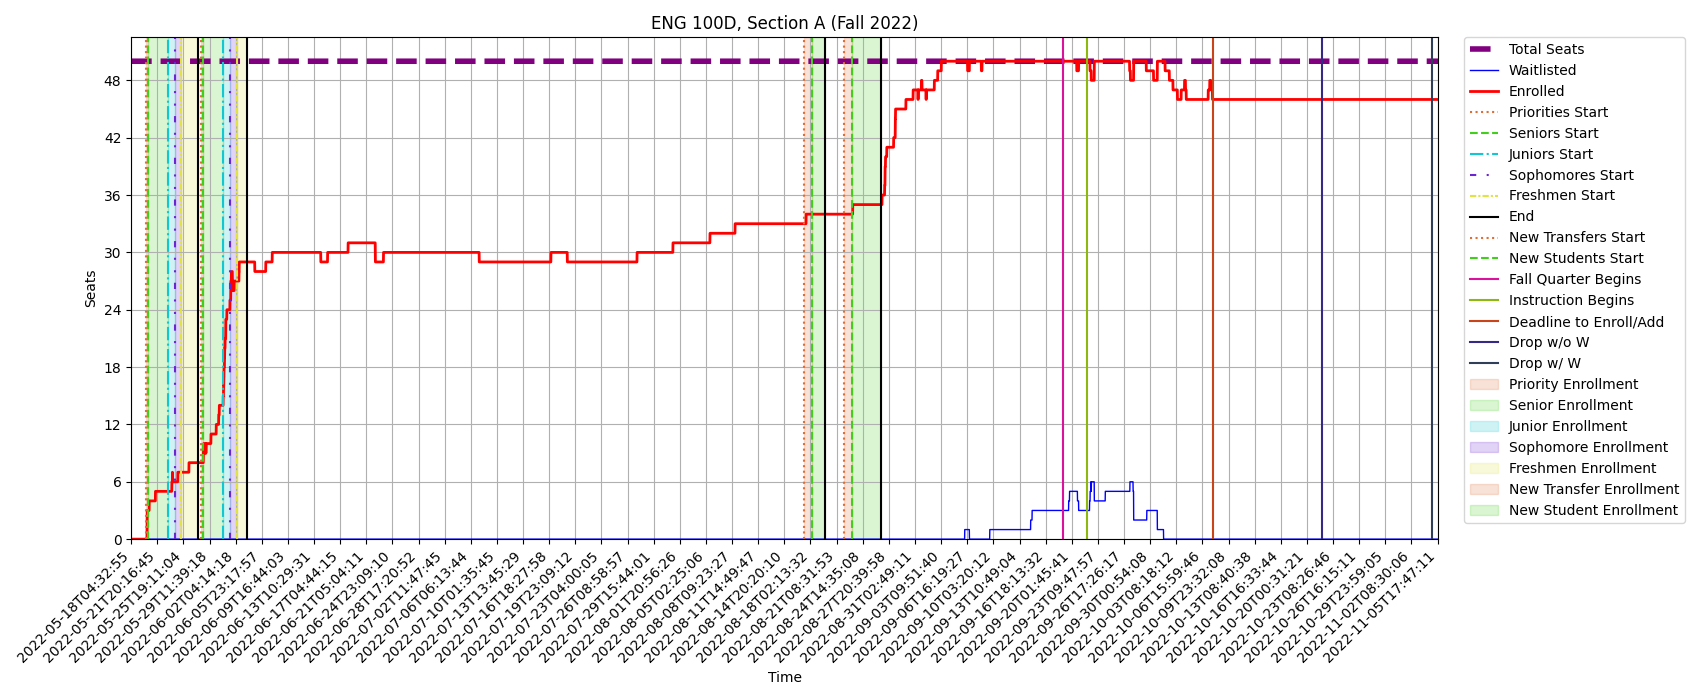 ENG 100D, Section A (Fall 2022)
Seats
48
42
36
30
24
18
12
6
0
2022-05-18T04:32:55
2022-05-21T20:16:45
2022-05-25T19:11:04
2022-05-29T11:39:18
2022-06-02T04:14:18
2022-06-05T23:17:57
2022-06-09T16:44:03
2022-06-13T10:29:31
2022-06-17T04:44:15
2022-06-21T05:04:11
2022-06-24T23:09:10
2022-06-28T17:20:52
2022-07-02T11:47:45
2022-07-06T06:13:44
2022-07-10T01:35:45
2022-07-13T13:45:29
2022-07-16T18:27:58
2022-07-19T23:09:12
2022-07-23T04:00:05
2022-07-26T08:58:57
2022-07-29T15:44:01
2022-08-01T20:56:26
2022-08-05T02:25:06
2022-08-08T09:23:27
2022-08-11T14:49:47
2022-08-14T20:20:10
2022-08-18T02:13:32
2022-08-21T08:31:53
2022-08-24T14:35:08
2022-08-27T20:39:58
2022-08-31T02:49:11
2022-09-03T09:51:40
2022-09-06T16:19:27
2022-09-10T03:20:12
2022-09-13T10:49:04
2022-09-16T18:13:32
2022-09-20T01:45:41
2022-09-23T09:47:57
2022-09-26T17:26:17
2022-09-30T00:54:08
2022-10-03T08:18:12
2022-10-06T15:59:46
2022-10-09T23:32:08
2022-10-13T08:40:38
2022-10-16T16:33:44
2022-10-20T00:31:21
2022-10-23T08:26:46
2022-10-26T16:15:11
2022-10-29T23:59:05
2022-11-02T08:30:06
2022-11-05T17:47:11
Time
Total Seats
Waitlisted
Enrolled
Priorities Start
Seniors Start
Juniors Start
Sophomores Start
Freshmen Start
End
New Transfers Start
New Students Start
Fall Quarter Begins
Instruction Begins
Deadline to Enroll/Add
Drop w/o W
Drop w/ W
Priority Enrollment
Senior Enrollment
Junior Enrollment
Sophomore Enrollment
Freshmen Enrollment
New Transfer Enrollment
New Student Enrollment